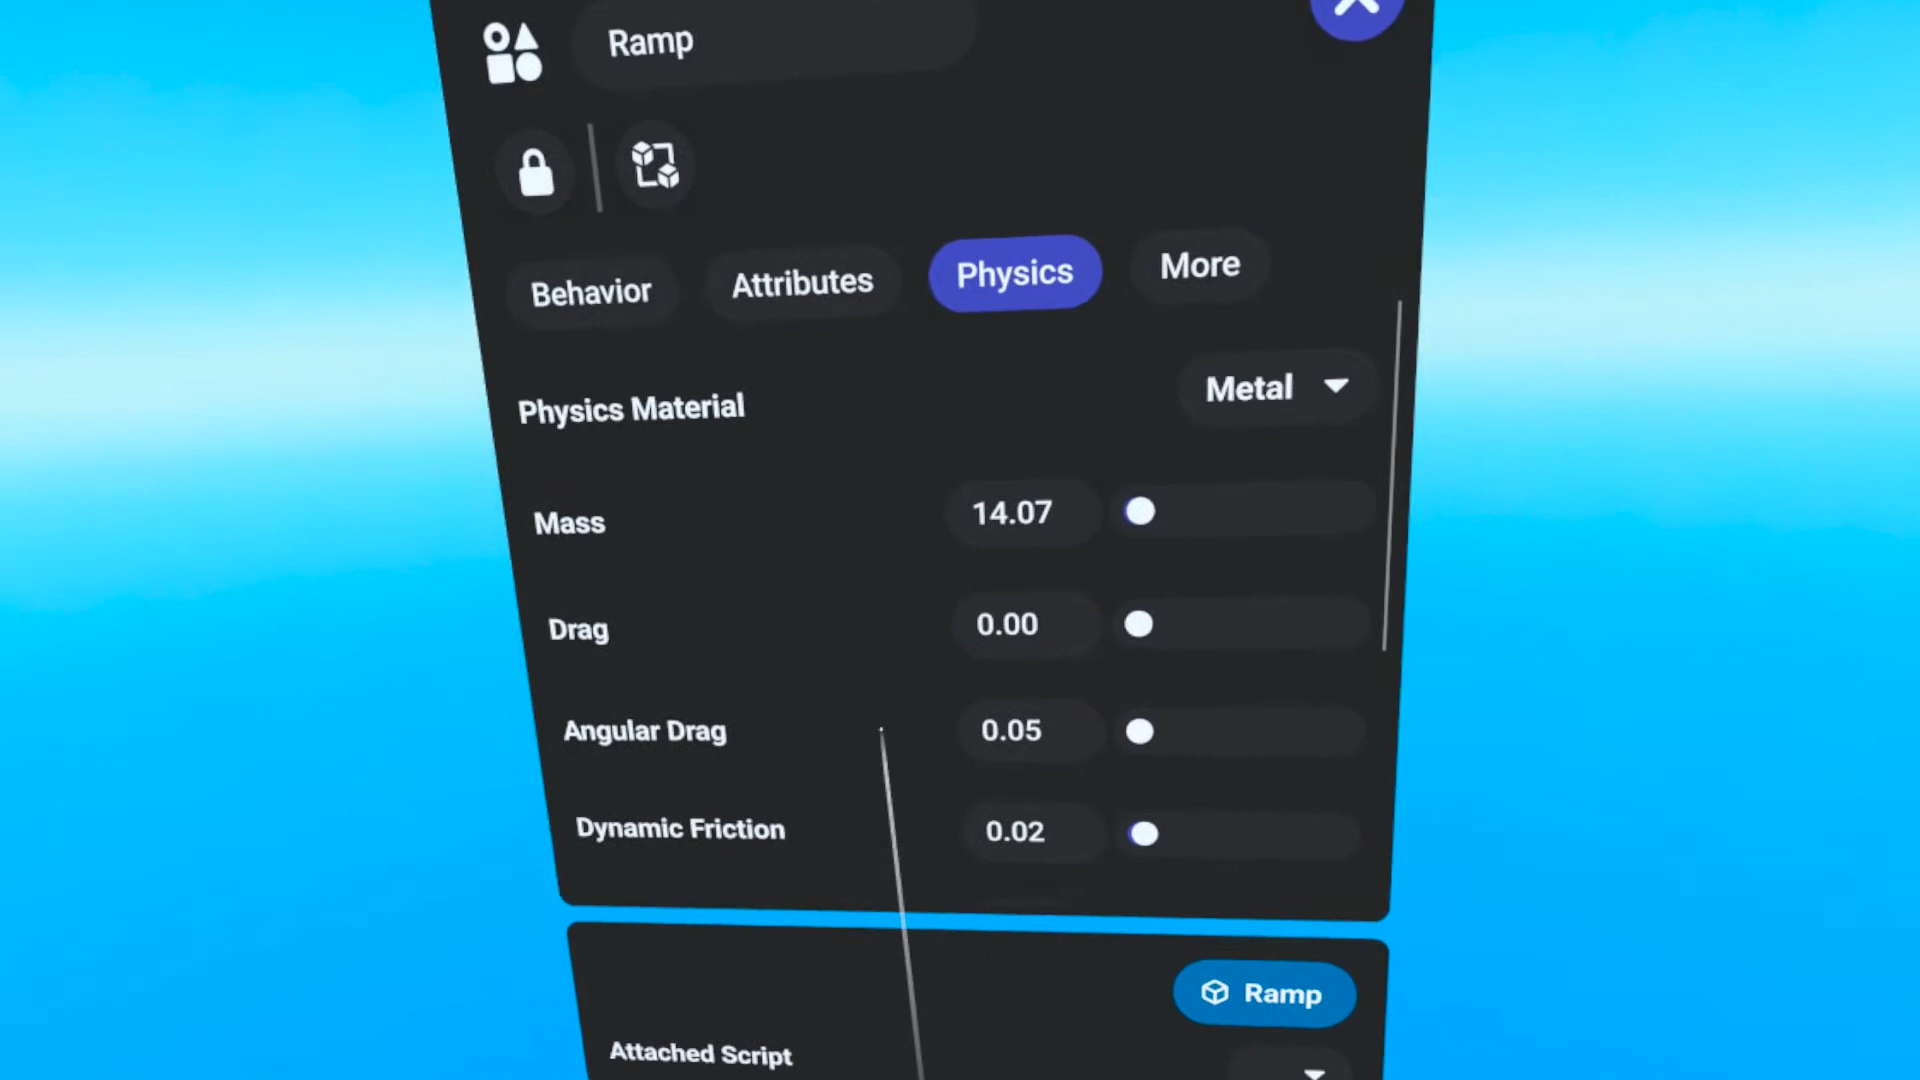 Ramp
Behavior Attributes Physics More
Physics Material Metal
Mass 14.07
Drag 0.00
Angular Drag 0.05
Dynamic Friction 0.02
Ramp
Attached Script